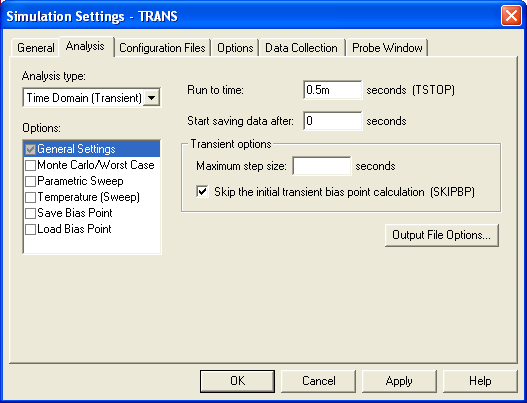 Simulation Settings - TRANS
General Analysis Configuration Files Options Data Collection Probe Window
Analysis type:
Time Domain (Transient)
Options:
General Settings
Monte Carlo/Worst Case
Parametric Sweep
Temperature (Sweep)
Save Bias Point
Load Bias Point
Run to time: 0.5m seconds (TSTOP)
Start saving data after: 0 seconds
Transient options
Maximum step size: seconds
Skip the initial transient bias point calculation (SKIPBP)
Output File Options...
OK Cancel Apply Help